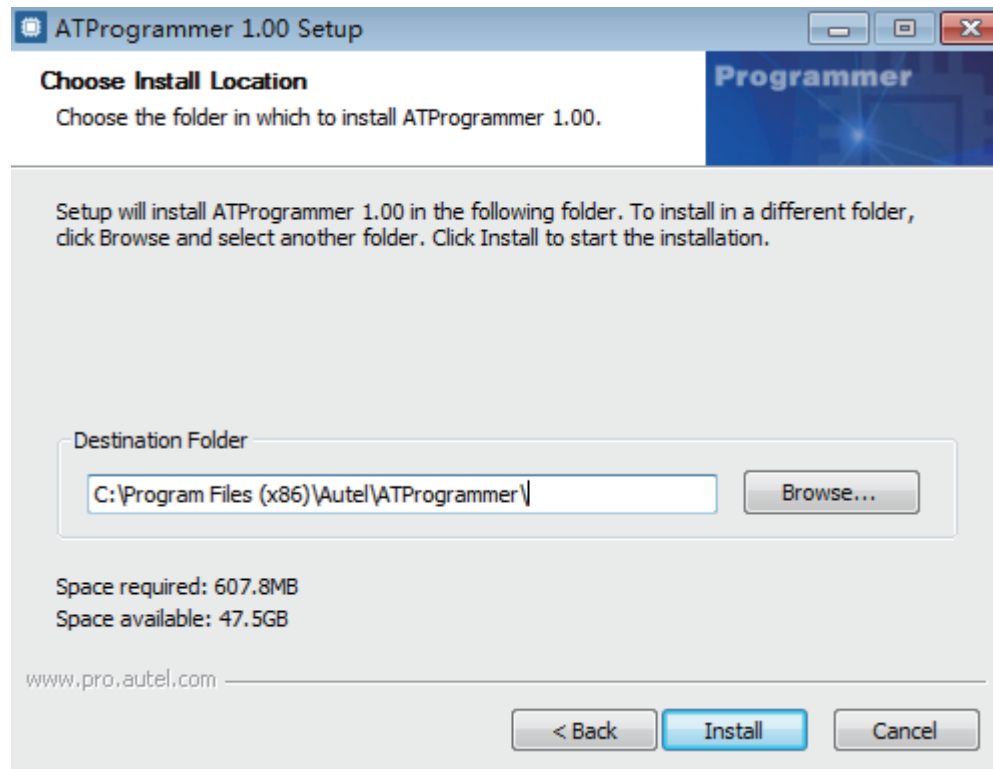 ATProgrammer 1.00 Setup
Choose Install Location
Choose the folder in which to install ATProgrammer 1.00.
Programmer
Setup will install ATProgrammer 1.00 in the following folder. To install in a different folder,
click Browse and select another folder. Click Install to start the installation.
Destination Folder
C:\Program Files (x86)\Autel\ATProgrammer\
Browse...
Space required: 607.8MB
Space available: 47.5GB
www.pro.autel.com
< Back
Install
Cancel